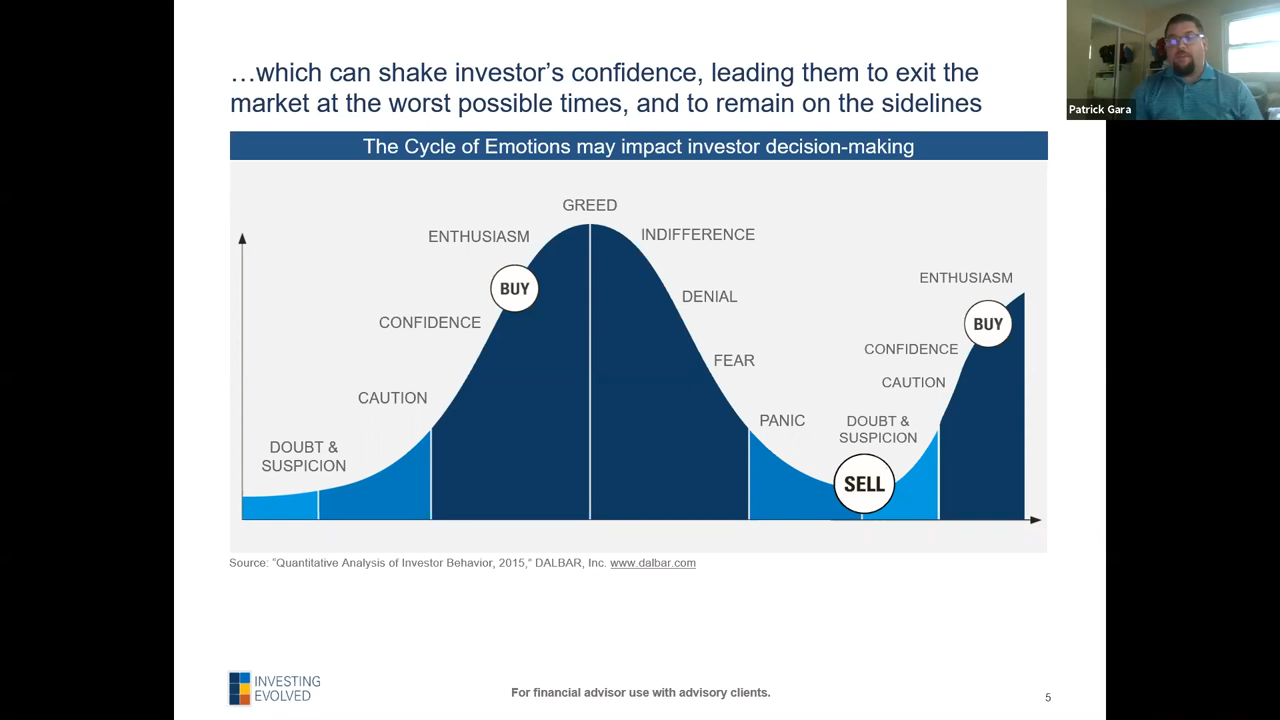 …which can shake investor’s confidence, leading them to exit the
market at the worst possible times, and to remain on the sidelines
Patrick Gara
The Cycle of Emotions may impact investor decision-making
GREED
ENTHUSIASM
INDIFFERENCE
ENTHUSIASM
BUY
DENIAL
CONFIDENCE
BUY
CONFIDENCE
FEAR
CAUTION
CAUTION
PANIC
DOUBT &
SUSPICION
DOUBT &
SUSPICION
SELL
Source: “Quantitative Analysis of Investor Behavior, 2015,” DALBAR, Inc. www.dalbar.com
INVESTING
EVOLVED
For financial advisor use with advisory clients.
5